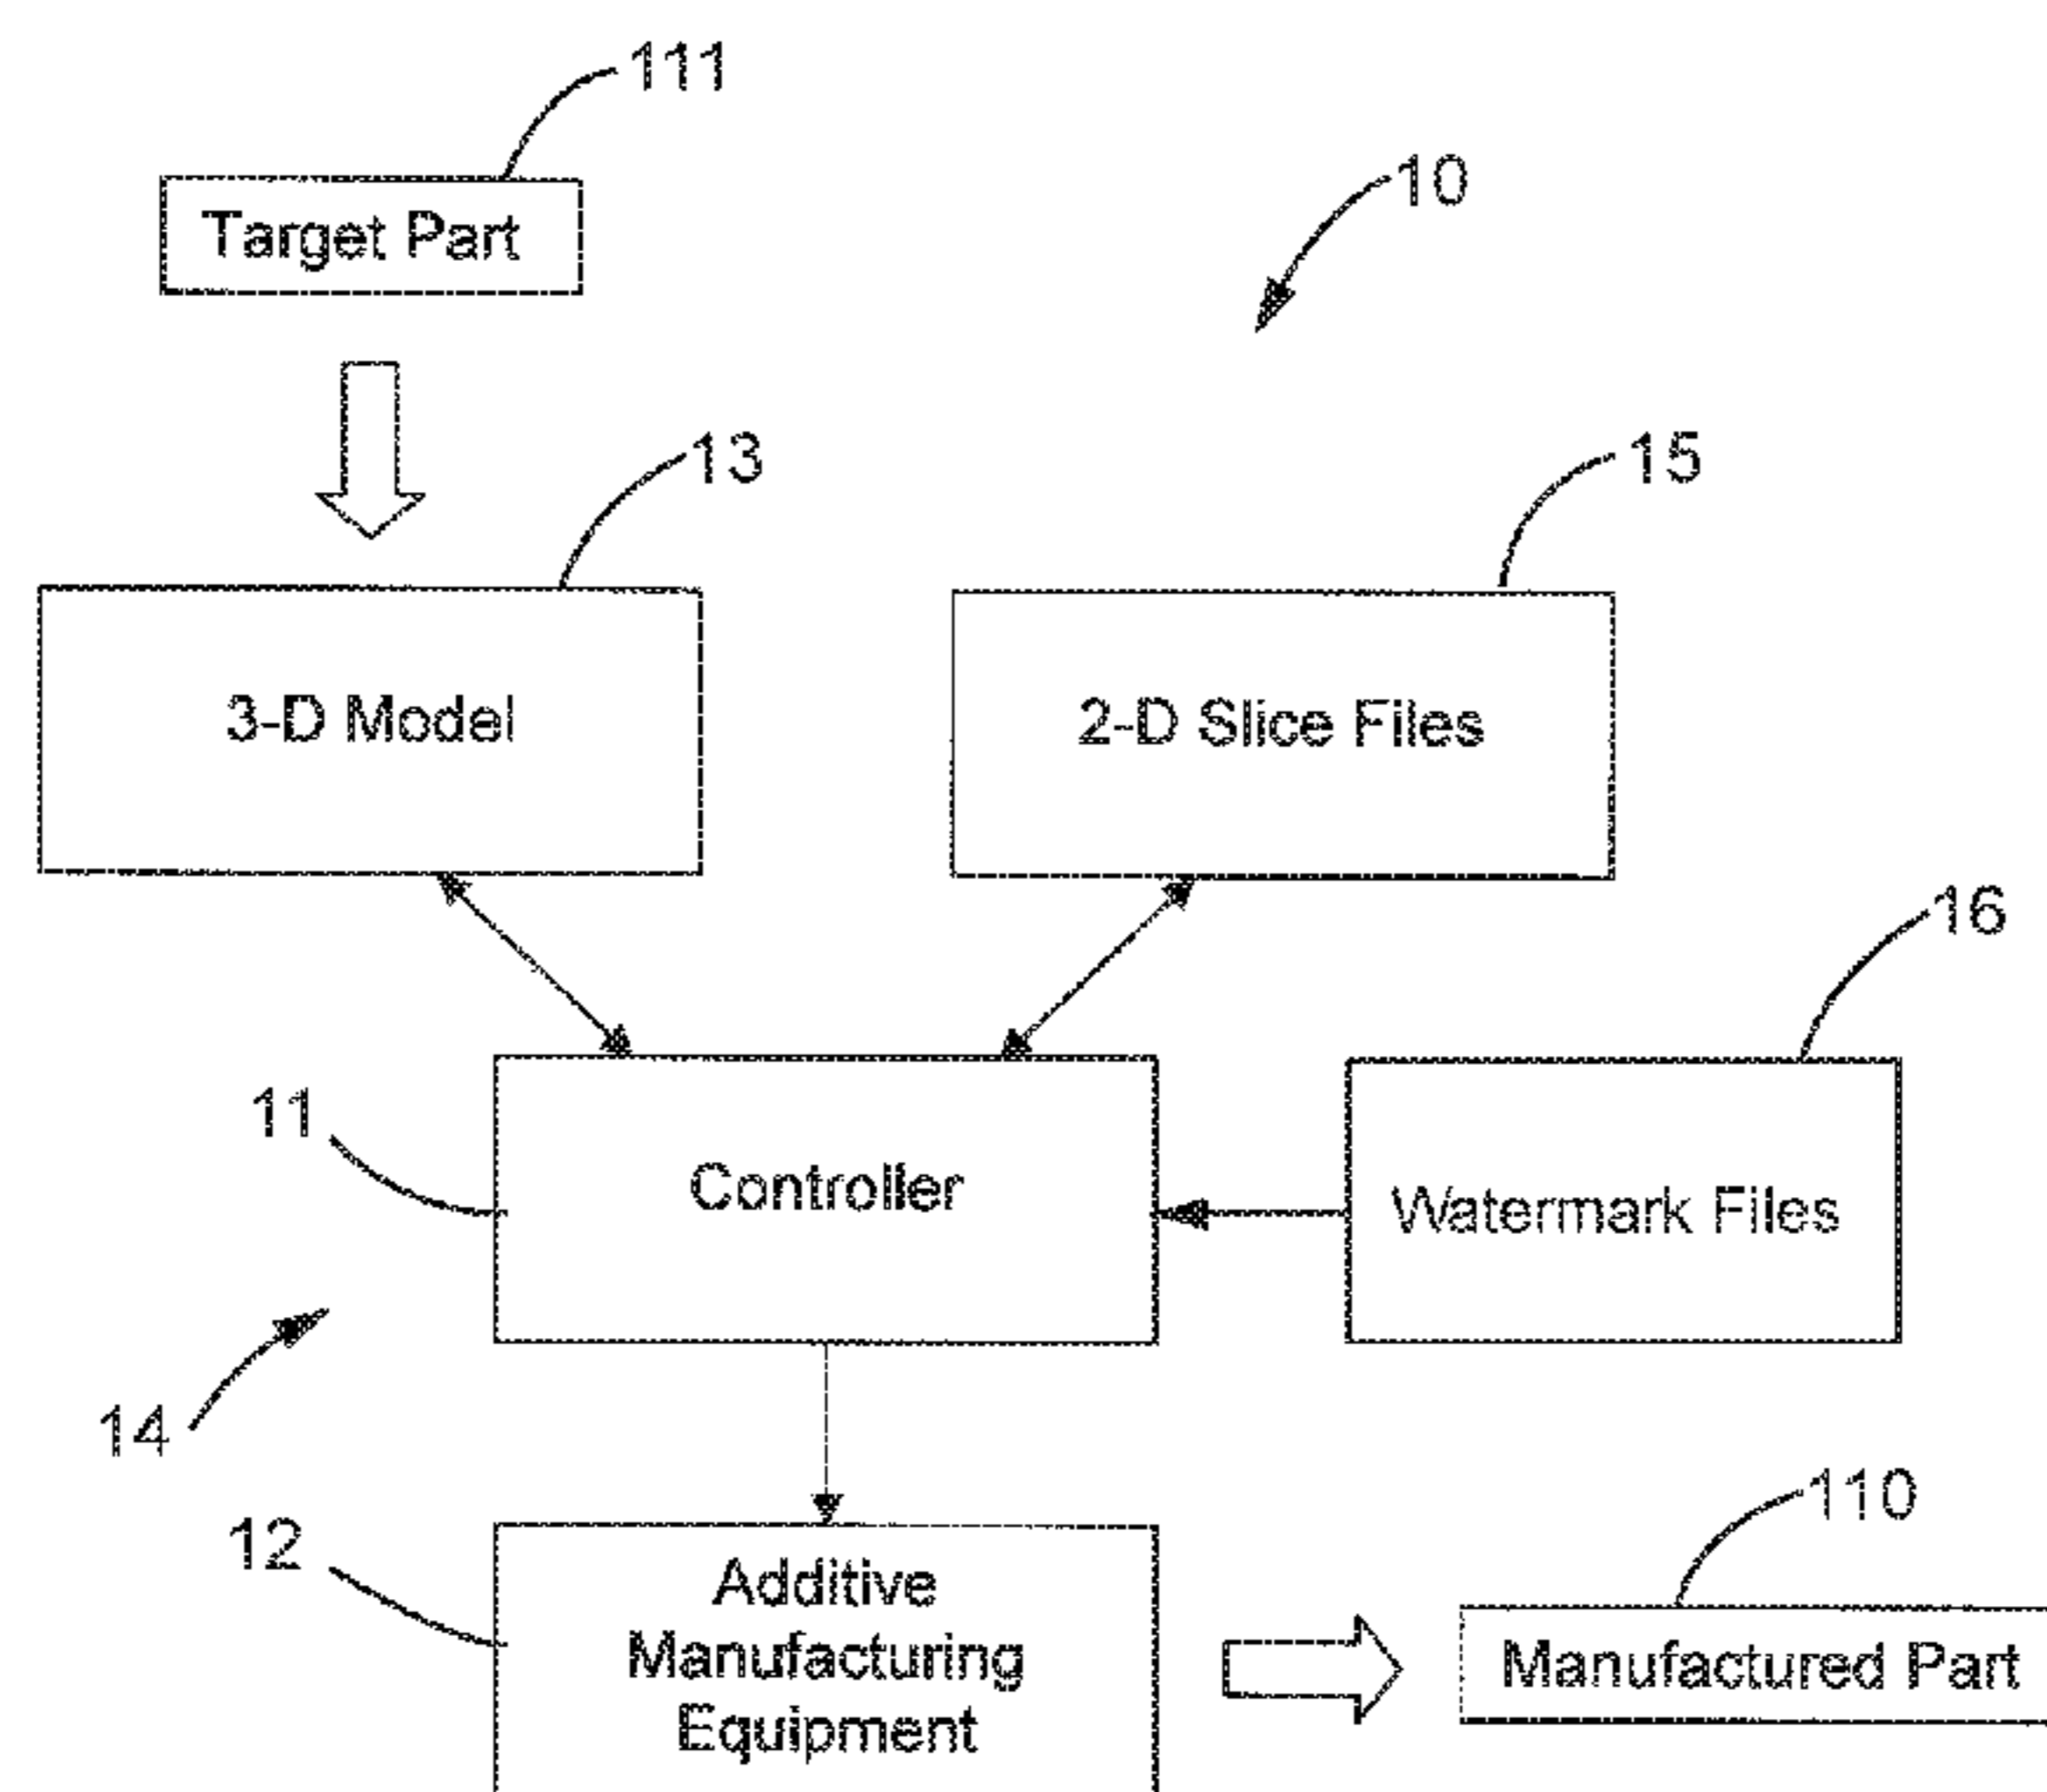 111
Target Part
10
13
15
3-D Model
2-D Slice Files
16
11
Controller
Watermark Files
14
12
Additive
Manufacturing
Equipment
110
Manufactured Part